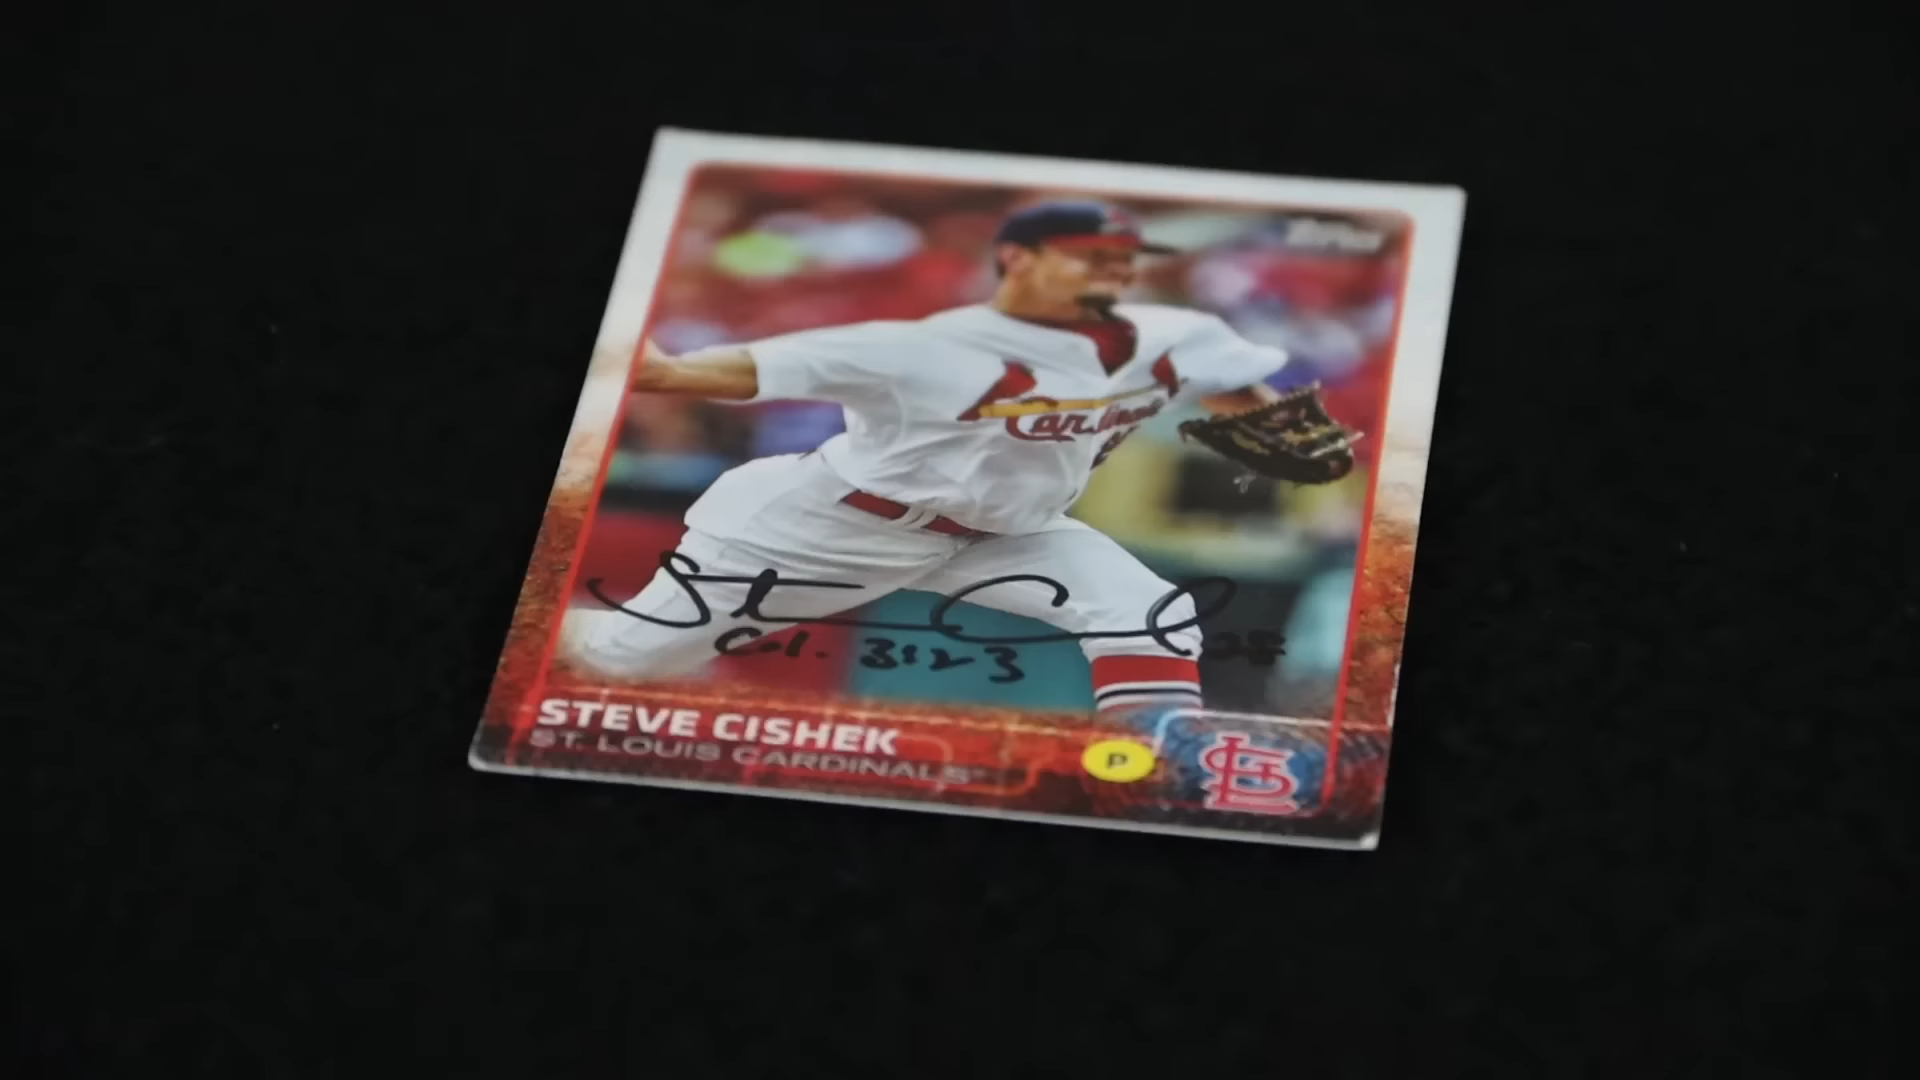 Topps
Cardinals
Col. 3:23
STEVE CISHEK
ST. LOUIS CARDINALS
P
STL